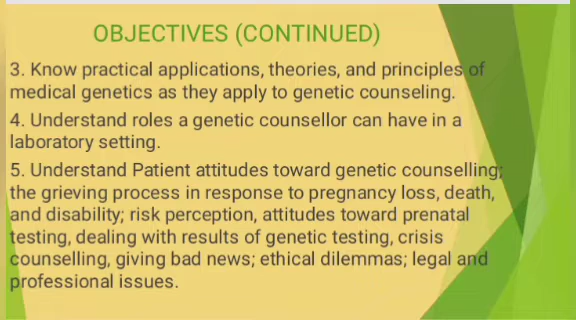 OBJECTIVES (CONTINUED)
3. Know practical applications, theories, and principles of
medical genetics as they apply to genetic counseling.
4. Understand roles a genetic counsellor can have in a
laboratory setting.
5. Understand Patient attitudes toward genetic counselling;
the grieving process in response to pregnancy loss, death,
and disability; risk perception, attitudes toward prenatal
testing, dealing with results of genetic testing, crisis
counselling, giving bad news; ethical dilemmas; legal and
professional issues.